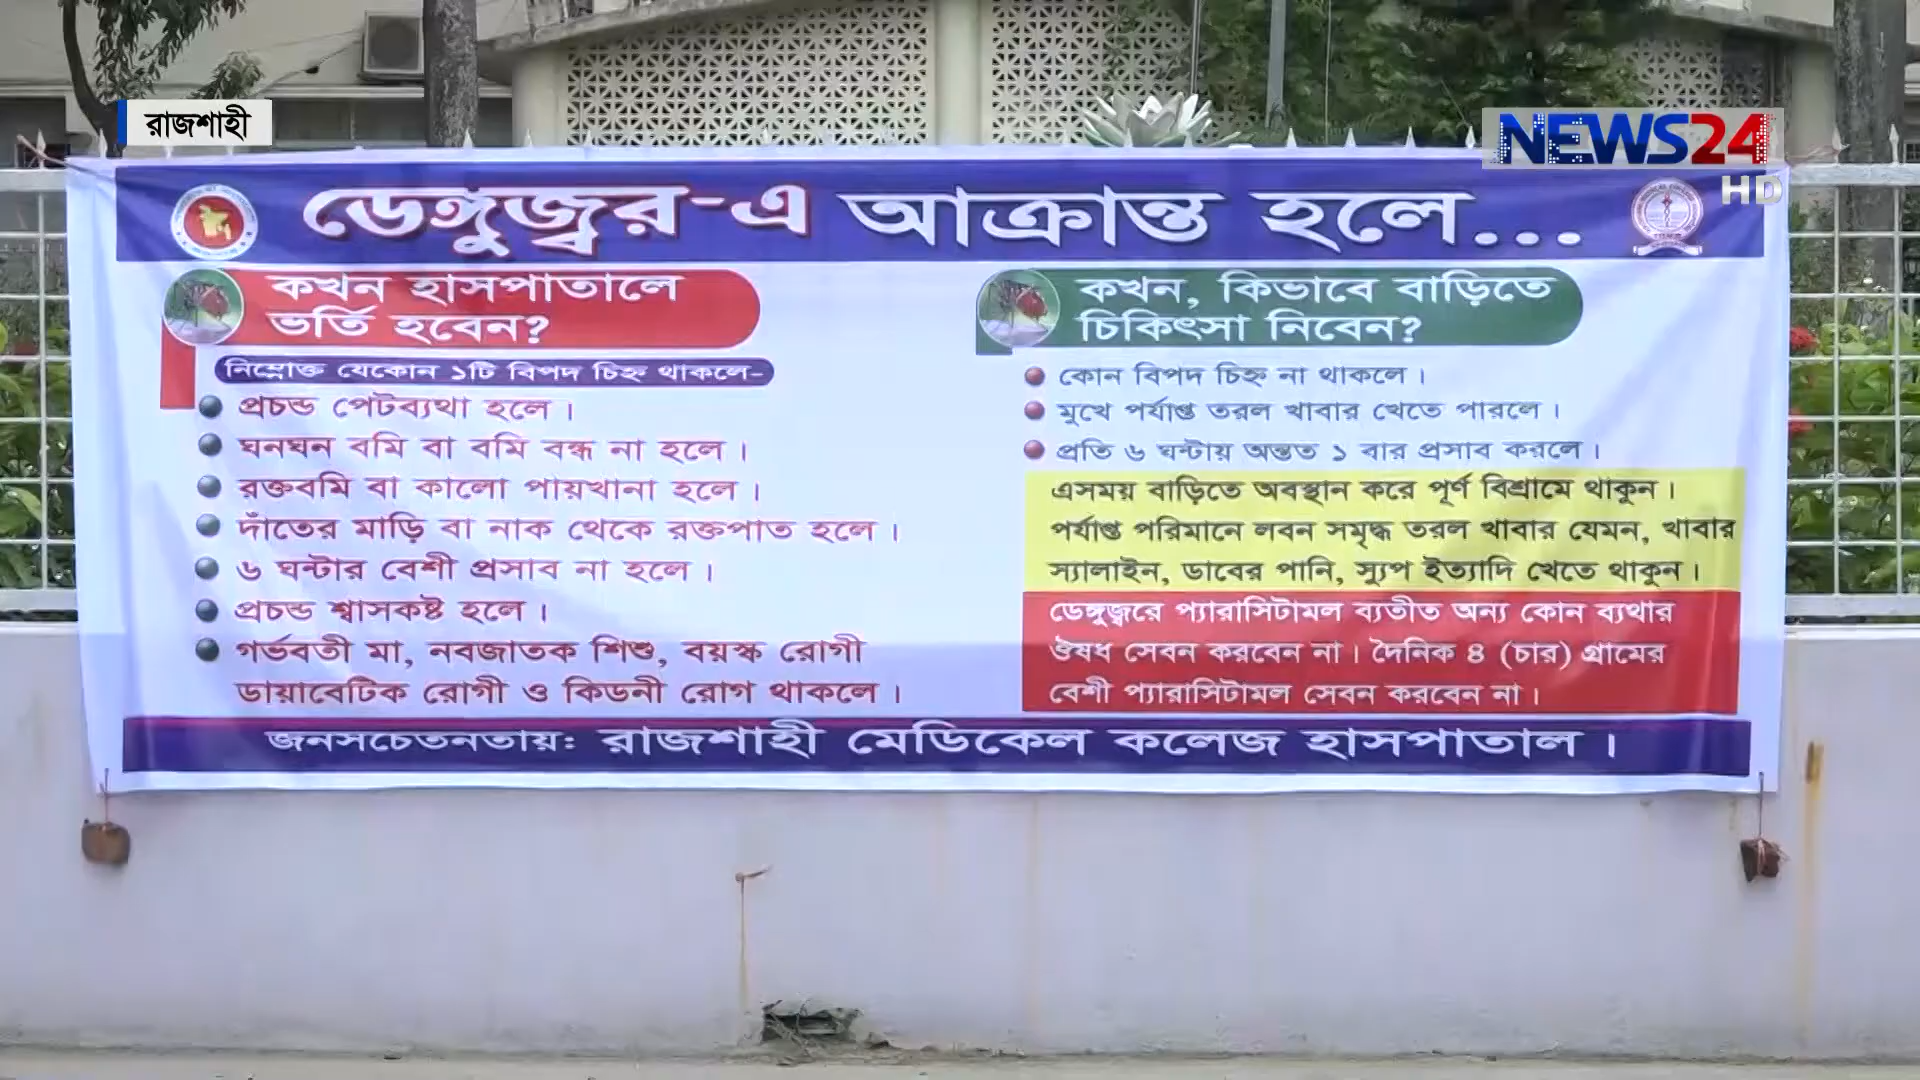 রাজশাহী
NEWS24
HD
ডেঙ্গুজ্বর-এ আক্রান্ত হলে...
কখন হাসপাতালে
ভর্তি হবেন?
নিম্নোক্ত যেকোন ১টি বিপদ চিহ্ন থাকলে-
প্রচন্ড পেটব্যথা হলে।
ঘনঘন বমি বা বমি বন্ধ না হলে।
রক্তবমি বা কালো পায়খানা হলে।
দাঁতের মাড়ি বা নাক থেকে রক্তপাত হলে।
৬ ঘন্টার বেশী প্রসাব না হলে।
প্রচন্ড শ্বাসকষ্ট হলে।
গর্ভবতী মা, নবজাতক শিশু, বয়স্ক রোগী
ডায়াবেটিক রোগী ও কিডনী রোগ থাকলে।
কখন, কিভাবে বাড়িতে
চিকিৎসা নিবেন?
কোন বিপদ চিহ্ন না থাকলে।
মুখে পর্যাপ্ত তরল খাবার খেতে পারলে।
প্রতি ৬ ঘন্টায় অন্তত ১ বার প্রসাব করলে।
এসময় বাড়িতে অবস্থান করে পূর্ণ বিশ্রামে থাকুন।
পর্যাপ্ত পরিমানে লবন সমৃদ্ধ তরল খাবার যেমন, খাবার
স্যালাইন, ডাবের পানি, স্যুপ ইত্যাদি খেতে থাকুন।
ডেঙ্গুজ্বরে প্যারাসিটামল ব্যতীত অন্য কোন ব্যথার
ঔষধ সেবন করবেন না। দৈনিক ৪ (চার) গ্রামের
বেশী প্যারাসিটামল সেবন করবেন না।
জনসচেতনতায়ঃ রাজশাহী মেডিকেল কলেজ হাসপাতাল।